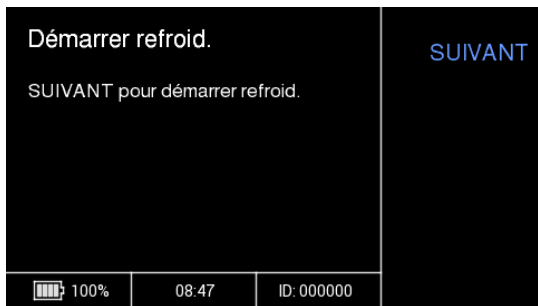 Démarrer refroid.
SUIVANT
SUIVANT pour démarrer refroid.
100% 08:47 ID: 000000